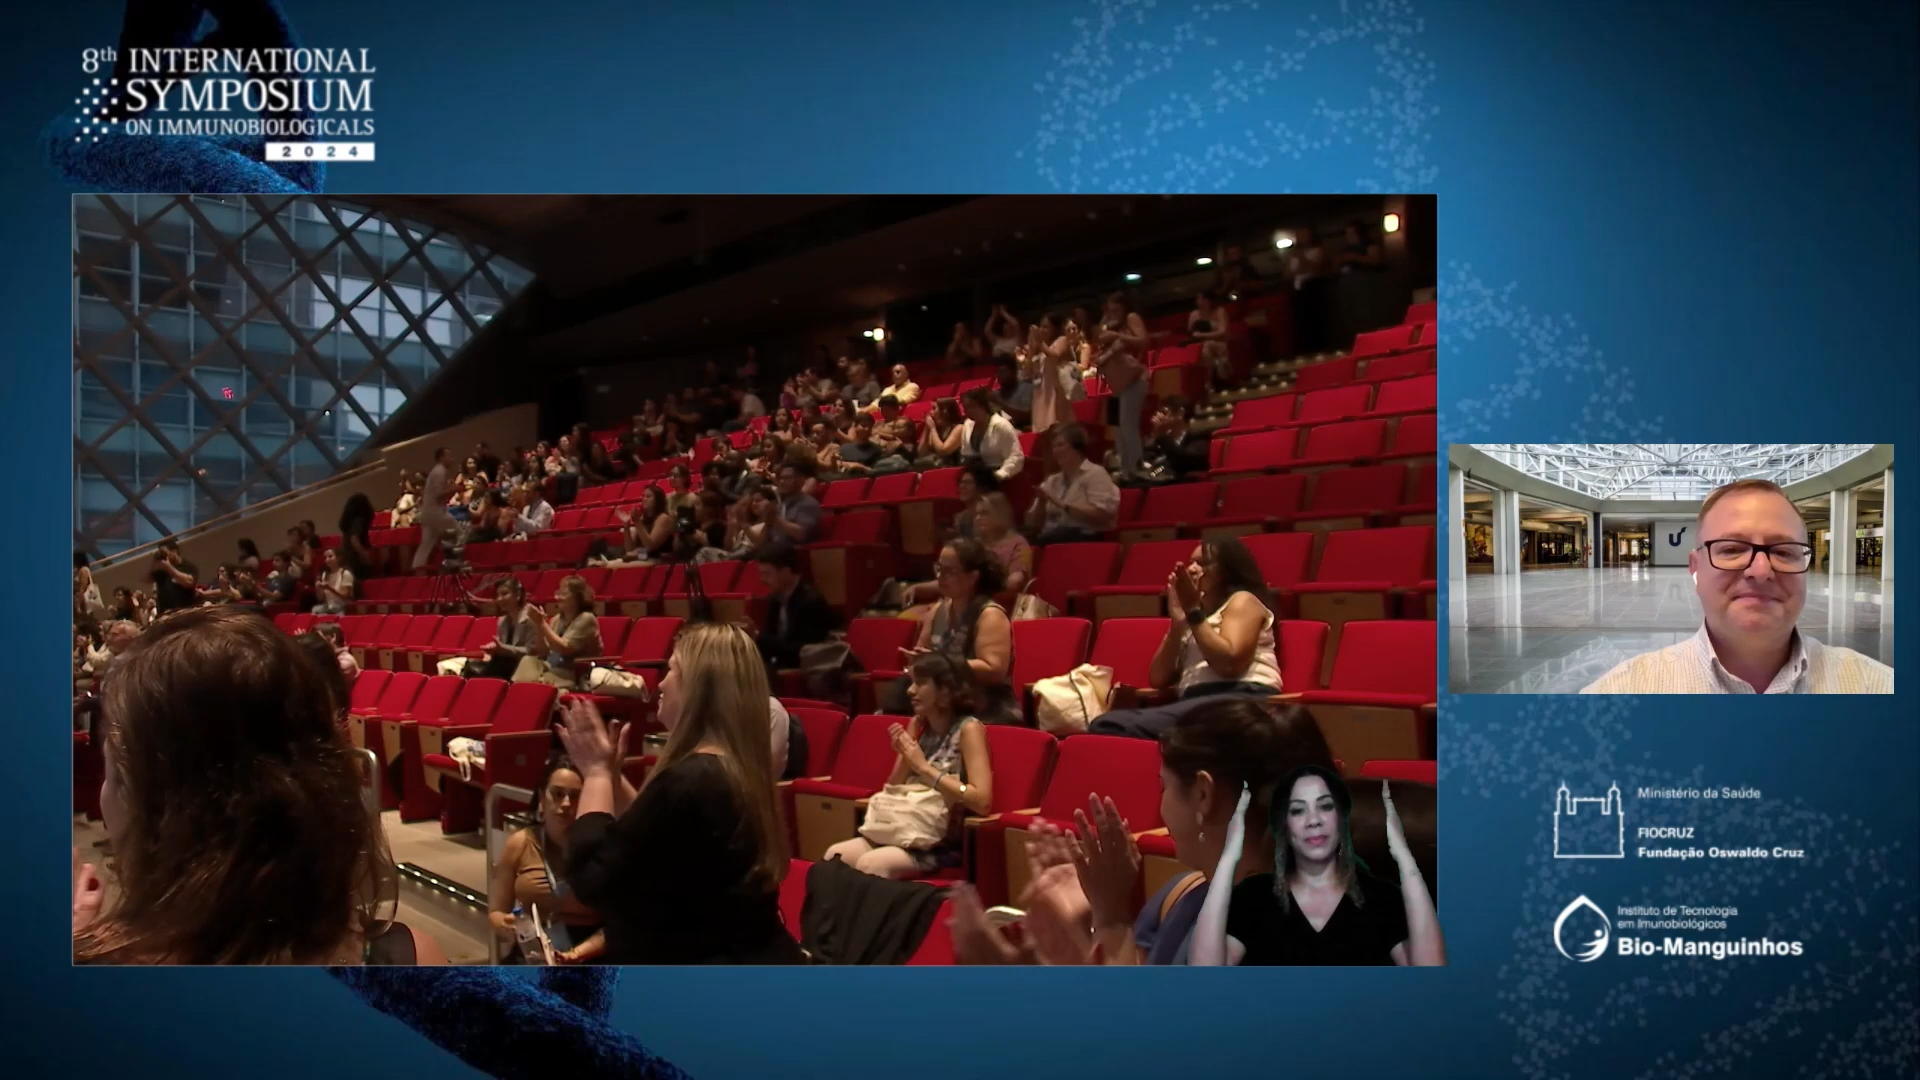 8th INTERNATIONAL
SYMPOSIUM
ON IMMUNOBIOLOGICALS
2024
Ministério da Saúde
FIOCRUZ
Fundação Oswaldo Cruz
Instituto de Tecnologia
em Imunobiológicos
Bio-Manguinhos